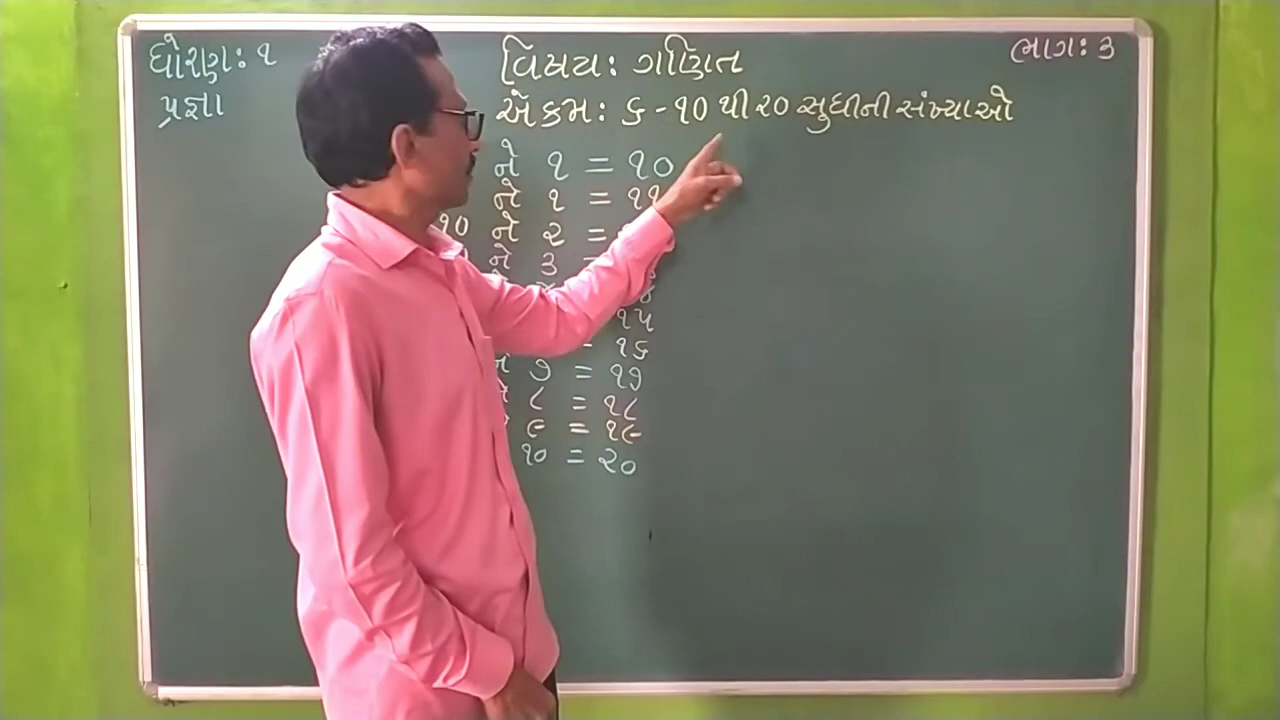 ધોરણ: ૧
વિષય: ગણિત
ભાગ: ૩
પ્રજ્ઞા
એકમ: ૬ - ૧૦ થી ૨૦ સુધીની સંખ્યાઓ
ને ૧ = ૧૦
ને ૧ = ૧૧
૧૦ ને ૨ =
ને ૩ =
૧૫
૧૬
ને ૭ = ૧૭
૮ = ૧૮
૯ = ૧૯
૧૦ = ૨૦